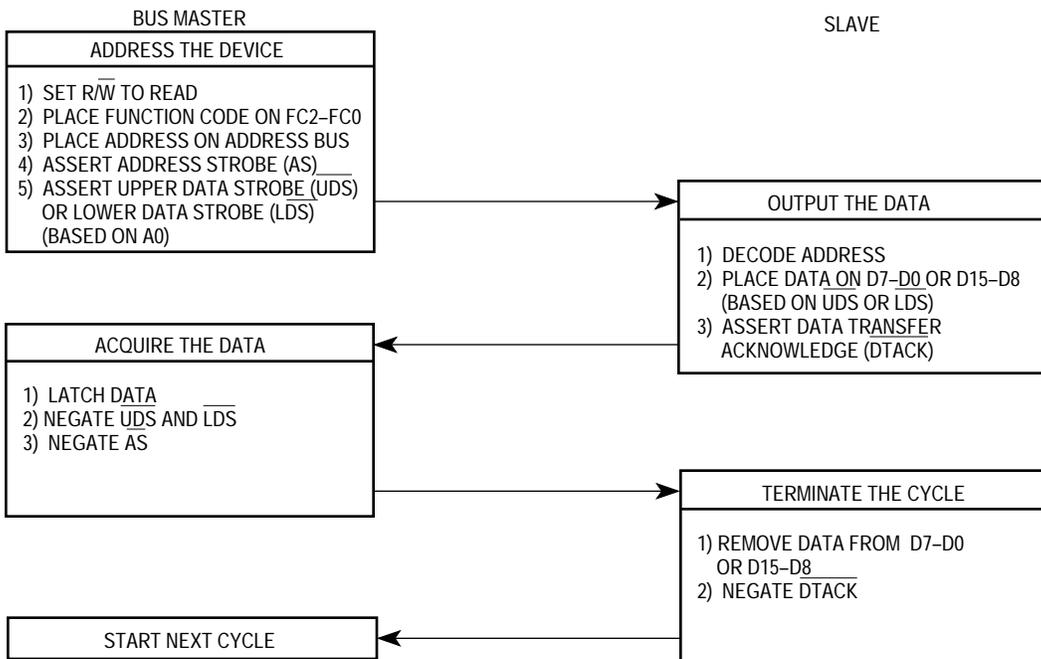 BUS MASTER
SLAVE
ADDRESS THE DEVICE
1) SET R/W̅ TO READ
2) PLACE FUNCTION CODE ON FC2–FC0
3) PLACE ADDRESS ON ADDRESS BUS
4) ASSERT ADDRESS STROBE (AS)
5) ASSERT UPPER DATA STROBE (UDS)
OR LOWER DATA STROBE (LDS)
(BASED ON A0)
OUTPUT THE DATA
1) DECODE ADDRESS
2) PLACE DATA ON D7–D0 OR D15–D8
(BASED ON UDS OR LDS)
3) ASSERT DATA TRANSFER
ACKNOWLEDGE (DTACK)
ACQUIRE THE DATA
1) LATCH DATA
2) NEGATE UDS AND LDS
3) NEGATE AS
TERMINATE THE CYCLE
1) REMOVE DATA FROM D7–D0
OR D15–D8
2) NEGATE DTACK
START NEXT CYCLE